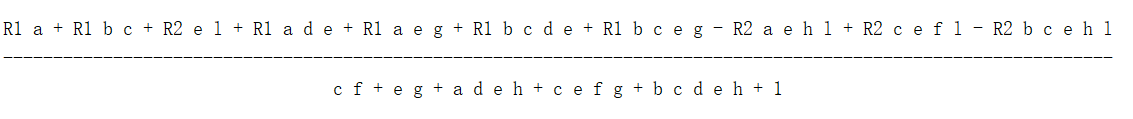 R1 a + R1 b c + R2 e l + R1 a d e + R1 a e g + R1 b c d e + R1 b c e g - R2 a e h l + R2 c e f l - R2 b c e h l
---------------------------------------------------------------------------------------------------------------
c f + e g + a d e h + c e f g + b c d e h + 1